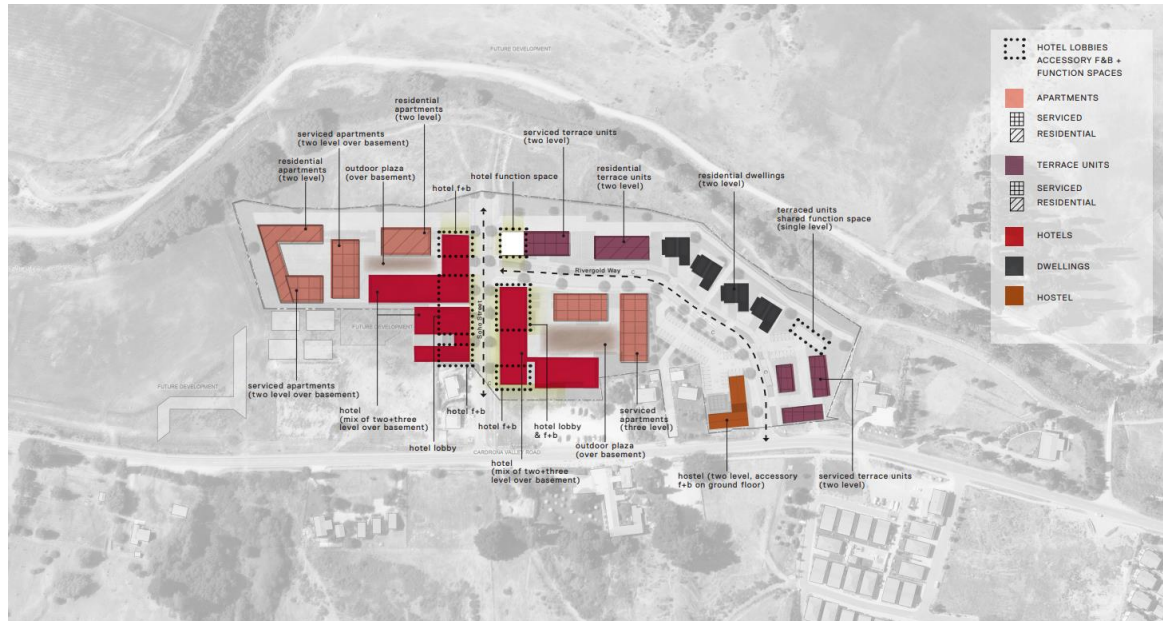 FUTURE DEVELOPMENT
residential
apartments
(two level)
serviced apartments
(two level over basement)
residential
apartments
(two level)
outdoor plaza
(over basement)
hotel f+b
hotel function space
serviced terrace units
(two level)
residential
terrace units
(two level)
residential dwellings
(two level)
terraced units
shared function space
(single level)
Rivergold Way
Soho Street
FUTURE DEVELOPMENT
FUTURE DEVELOPMENT
serviced apartments
(two level over basement)
hotel
(mix of two+three
level over basement)
hotel lobby
hotel f+b
hotel f+b
hotel
(mix of two+three
level over basement)
hotel lobby
& f+b
outdoor plaza
(over basement)
serviced
apartments
(three level)
CARDRONA VALLEY ROAD
hostel (two level, accessory
f+b on ground floor)
serviced terrace units
(two level)
HOTEL LOBBIES
ACCESSORY F&B +
FUNCTION SPACES
APARTMENTS
SERVICED
RESIDENTIAL
TERRACE UNITS
SERVICED
RESIDENTIAL
HOTELS
DWELLINGS
HOSTEL